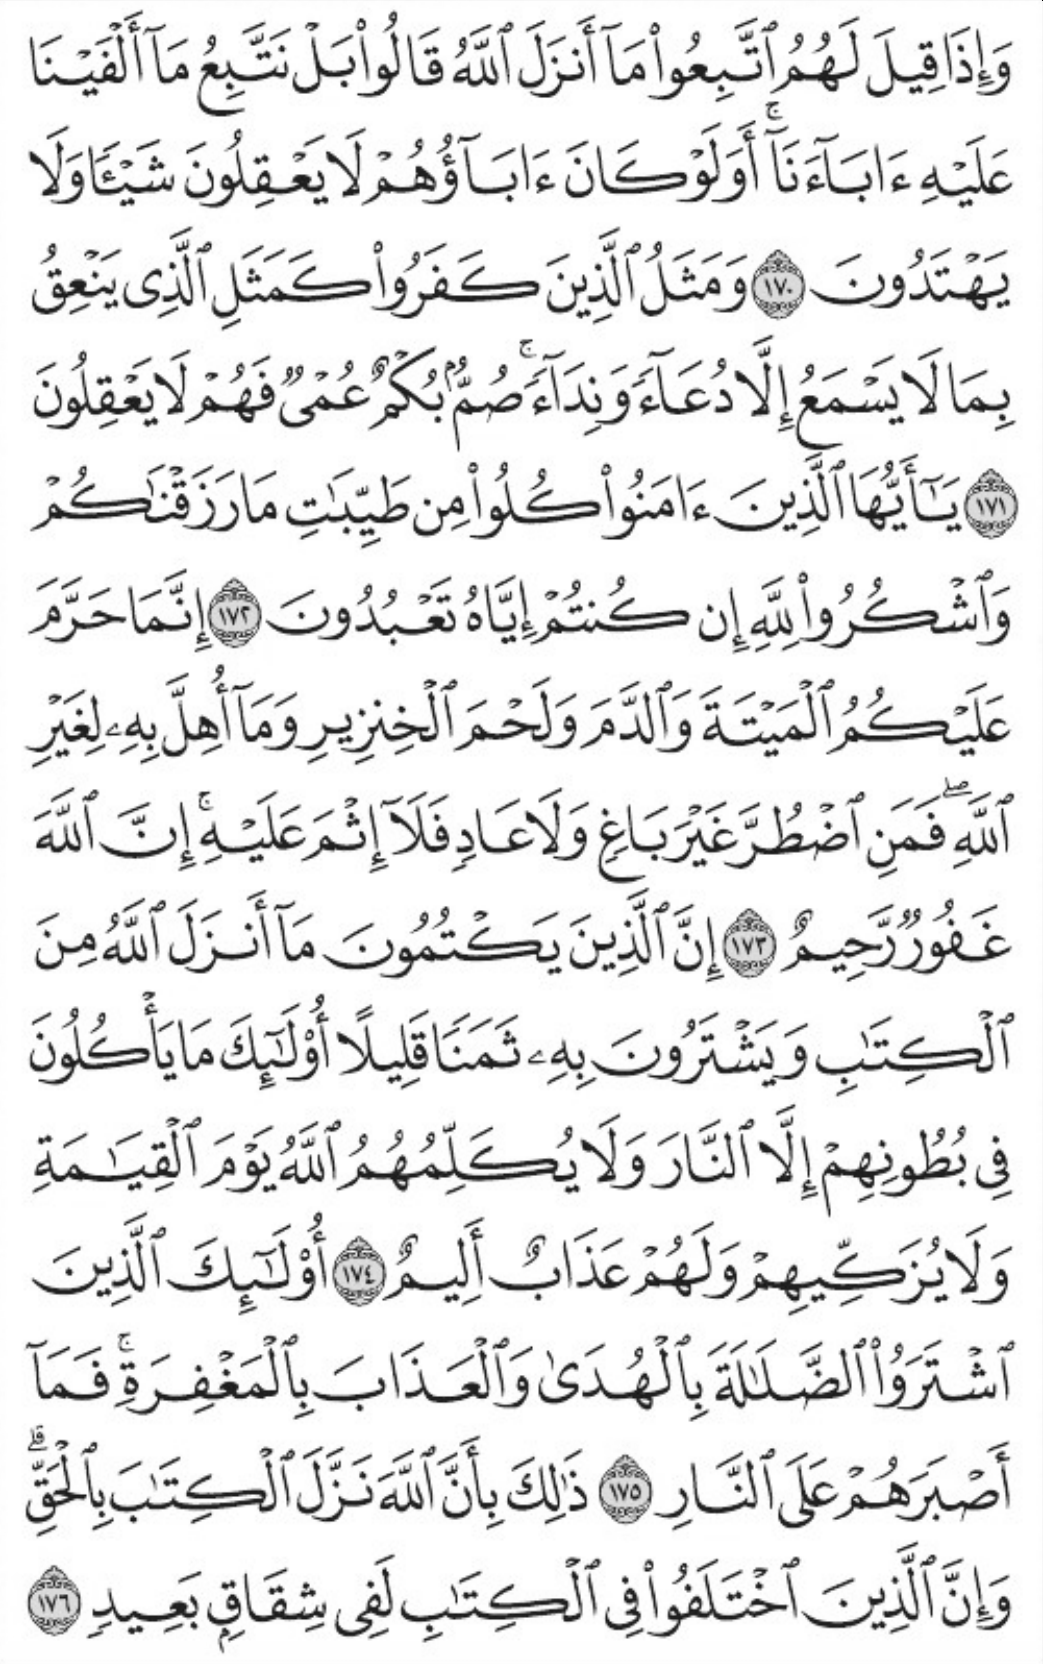 وَإِذَا قِيلَ لَهُمُ ٱتَّبِعُوا۟ مَآ أَنزَلَ ٱللَّهُ قَالُوا۟ بَلْ نَتَّبِعُ مَآ أَلْفَيْنَا
عَلَيْهِ ءَابَآءَنَآ ۚ أَوَلَوْ كَانَ ءَابَآؤُهُمْ لَا يَعْقِلُونَ شَيْـًٔا وَلَا
يَهْتَدُونَ ١٧٠ وَمَثَلُ ٱلَّذِينَ كَفَرُوا۟ كَمَثَلِ ٱلَّذِى يَنْعِقُ
بِمَا لَا يَسْمَعُ إِلَّا دُعَآءً وَنِدَآءً ۚ صُمٌّۢ بُكْمٌ عُمْىٌ فَهُمْ لَا يَعْقِلُونَ
١٧١ يَـٰٓأَيُّهَا ٱلَّذِينَ ءَامَنُوا۟ كُلُوا۟ مِن طَيِّبَـٰتِ مَا رَزَقْنَـٰكُمْ
وَٱشْكُرُوا۟ لِلَّهِ إِن كُنتُمْ إِيَّاهُ تَعْبُدُونَ ١٧٢ إِنَّمَا حَرَّمَ
عَلَيْكُمُ ٱلْمَيْتَةَ وَٱلدَّمَ وَلَحْمَ ٱلْخِنزِيرِ وَمَآ أُهِلَّ بِهِۦ لِغَيْرِ
ٱللَّهِ ۖ فَمَنِ ٱضْطُرَّ غَيْرَ بَاغٍ وَلَا عَادٍ فَلَآ إِثْمَ عَلَيْهِ ۚ إِنَّ ٱللَّهَ
غَفُورٌ رَّحِيمٌ ١٧٣ إِنَّ ٱلَّذِينَ يَكْتُمُونَ مَآ أَنزَلَ ٱللَّهُ مِنَ
ٱلْكِتَـٰبِ وَيَشْتَرُونَ بِهِۦ ثَمَنًا قَلِيلًا أُو۟لَـٰٓئِكَ مَا يَأْكُلُونَ
فِى بُطُونِهِمْ إِلَّا ٱلنَّارَ وَلَا يُكَلِّمُهُمُ ٱللَّهُ يَوْمَ ٱلْقِيَـٰمَةِ
وَلَا يُزَكِّيهِمْ وَلَهُمْ عَذَابٌ أَلِيمٌ ١٧٤ أُو۟لَـٰٓئِكَ ٱلَّذِينَ
ٱشْتَرَوُا۟ ٱلضَّلَـٰلَةَ بِٱلْهُدَىٰ وَٱلْعَذَابَ بِٱلْمَغْفِرَةِ ۚ فَمَآ
أَصْبَرَهُمْ عَلَى ٱلنَّارِ ١٧٥ ذَٰلِكَ بِأَنَّ ٱللَّهَ نَزَّلَ ٱلْكِتَـٰبَ بِٱلْحَقِّ ۗ
وَإِنَّ ٱلَّذِينَ ٱخْتَلَفُوا۟ فِى ٱلْكِتَـٰبِ لَفِى شِقَاقٍۭ بَعِيدٍ ١٧٦